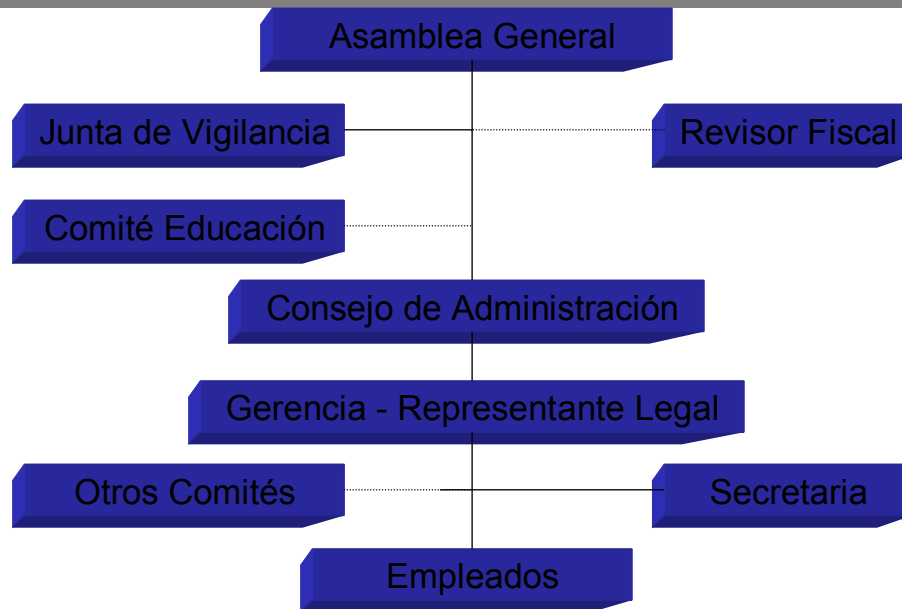 Asamblea General
Junta de Vigilancia
Revisor Fiscal
Comité Educación
Consejo de Administración
Gerencia - Representante Legal
Otros Comités
Secretaria
Empleados